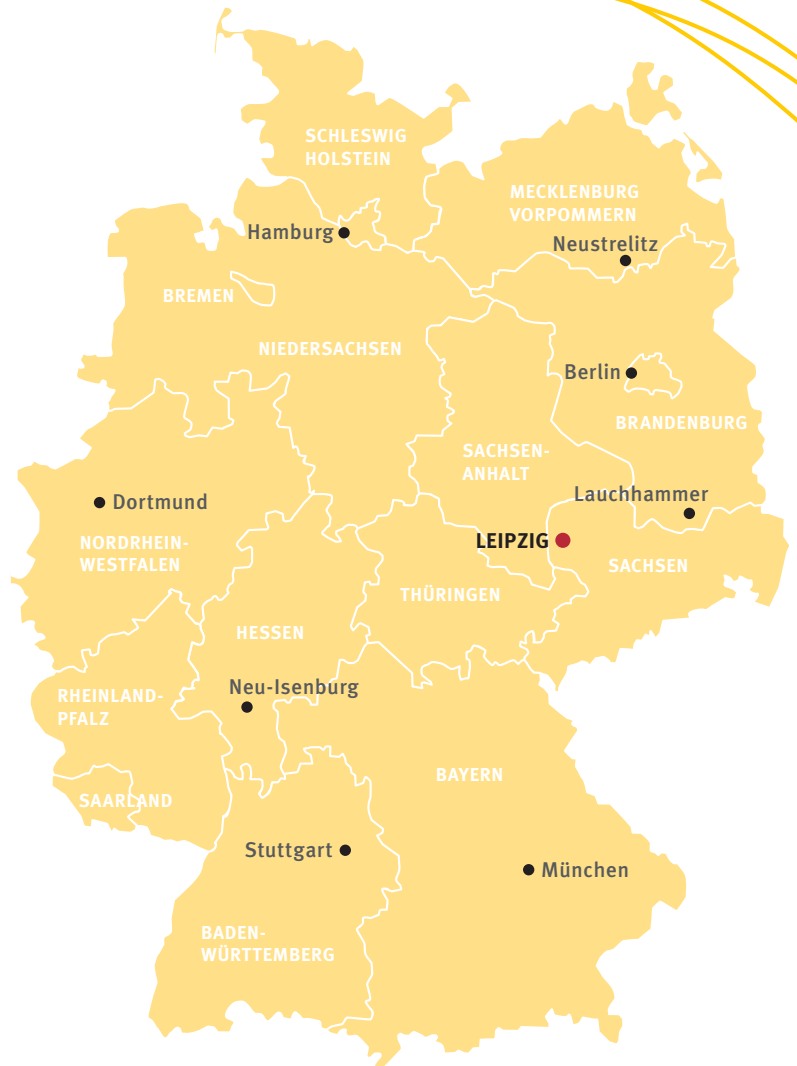 SCHLESWIG
HOLSTEIN
MECKLENBURG
VORPOMMERN
Hamburg
Neustrelitz
BREMEN
NIEDERSACHSEN
Berlin
BRANDENBURG
SACHSEN-
ANHALT
Lauchhammer
Dortmund
NORDRHEIN-
WESTFALEN
LEIPZIG
SACHSEN
THÜRINGEN
HESSEN
Neu-Isenburg
RHEINLAND-
PFALZ
BAYERN
SAARLAND
Stuttgart
München
BADEN-
WÜRTTEMBERG